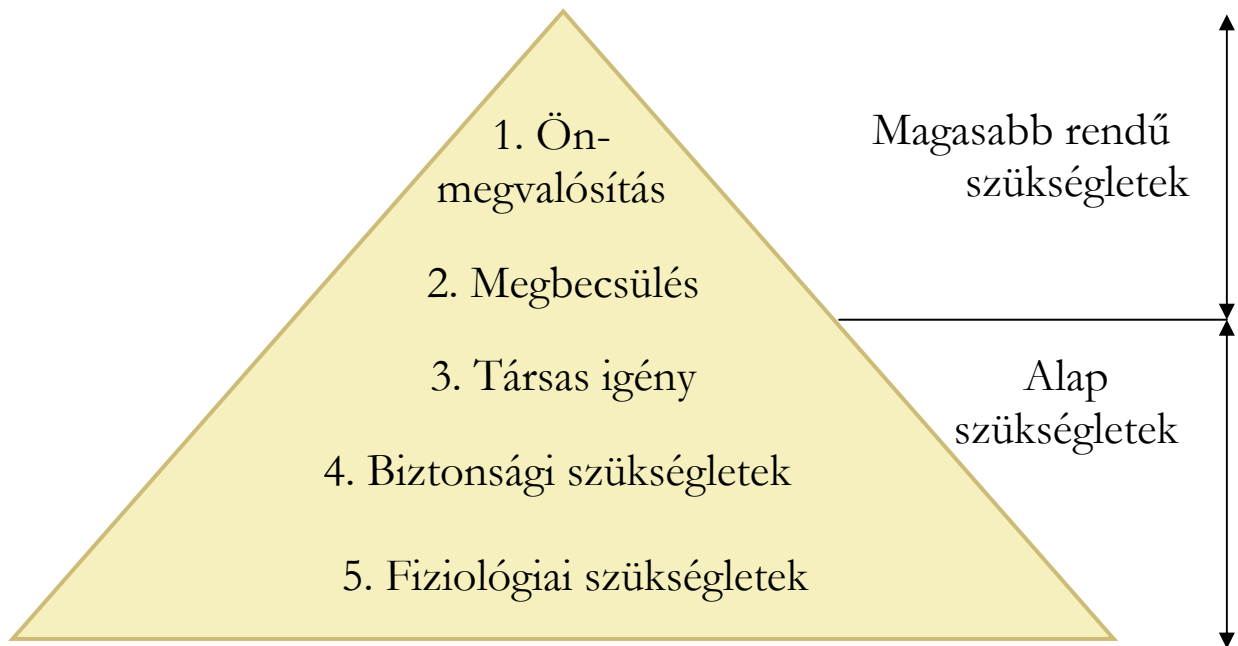 1. Ön-
megvalósítás
2. Megbecsülés
3. Társas igény
4. Biztonsági szükségletek
5. Fiziológiai szükségletek
Magasabb rendű
szükségletek
Alap
szükségletek